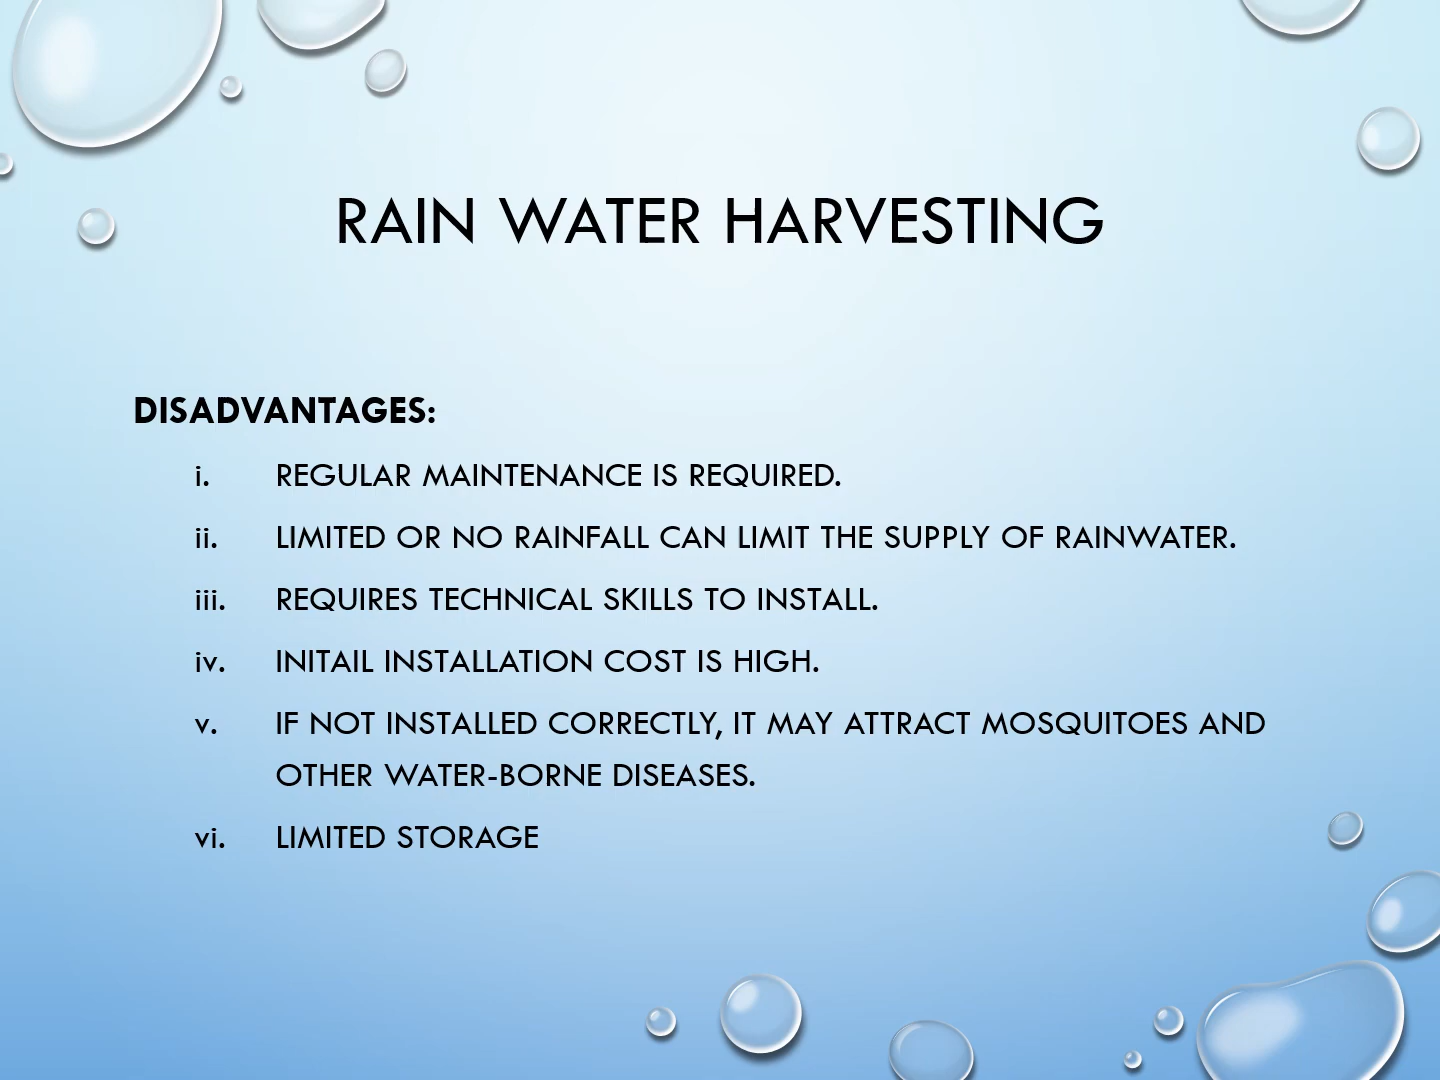 RAIN WATER HARVESTING
DISADVANTAGES:
i. REGULAR MAINTENANCE IS REQUIRED.
ii. LIMITED OR NO RAINFALL CAN LIMIT THE SUPPLY OF RAINWATER.
iii. REQUIRES TECHNICAL SKILLS TO INSTALL.
iv. INITAIL INSTALLATION COST IS HIGH.
v. IF NOT INSTALLED CORRECTLY, IT MAY ATTRACT MOSQUITOES AND
OTHER WATER-BORNE DISEASES.
vi. LIMITED STORAGE